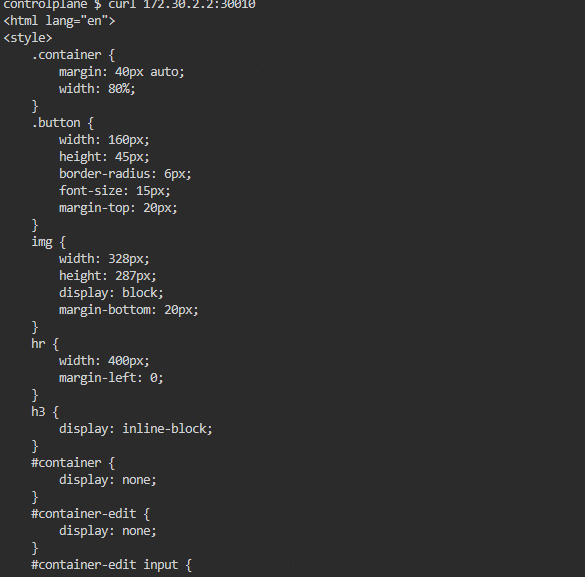 controlplane $ curl 172.30.2.2:30010
<html lang="en">
<style>
    .container {
        margin: 40px auto;
        width: 80%;
    }
    .button {
        width: 160px;
        height: 45px;
        border-radius: 6px;
        font-size: 15px;
        margin-top: 20px;
    }
    img {
        width: 328px;
        height: 287px;
        display: block;
        margin-bottom: 20px;
    }
    hr {
        width: 400px;
        margin-left: 0;
    }
    h3 {
        display: inline-block;
    }
    #container {
        display: none;
    }
    #container-edit {
        display: none;
    }
    #container-edit input {